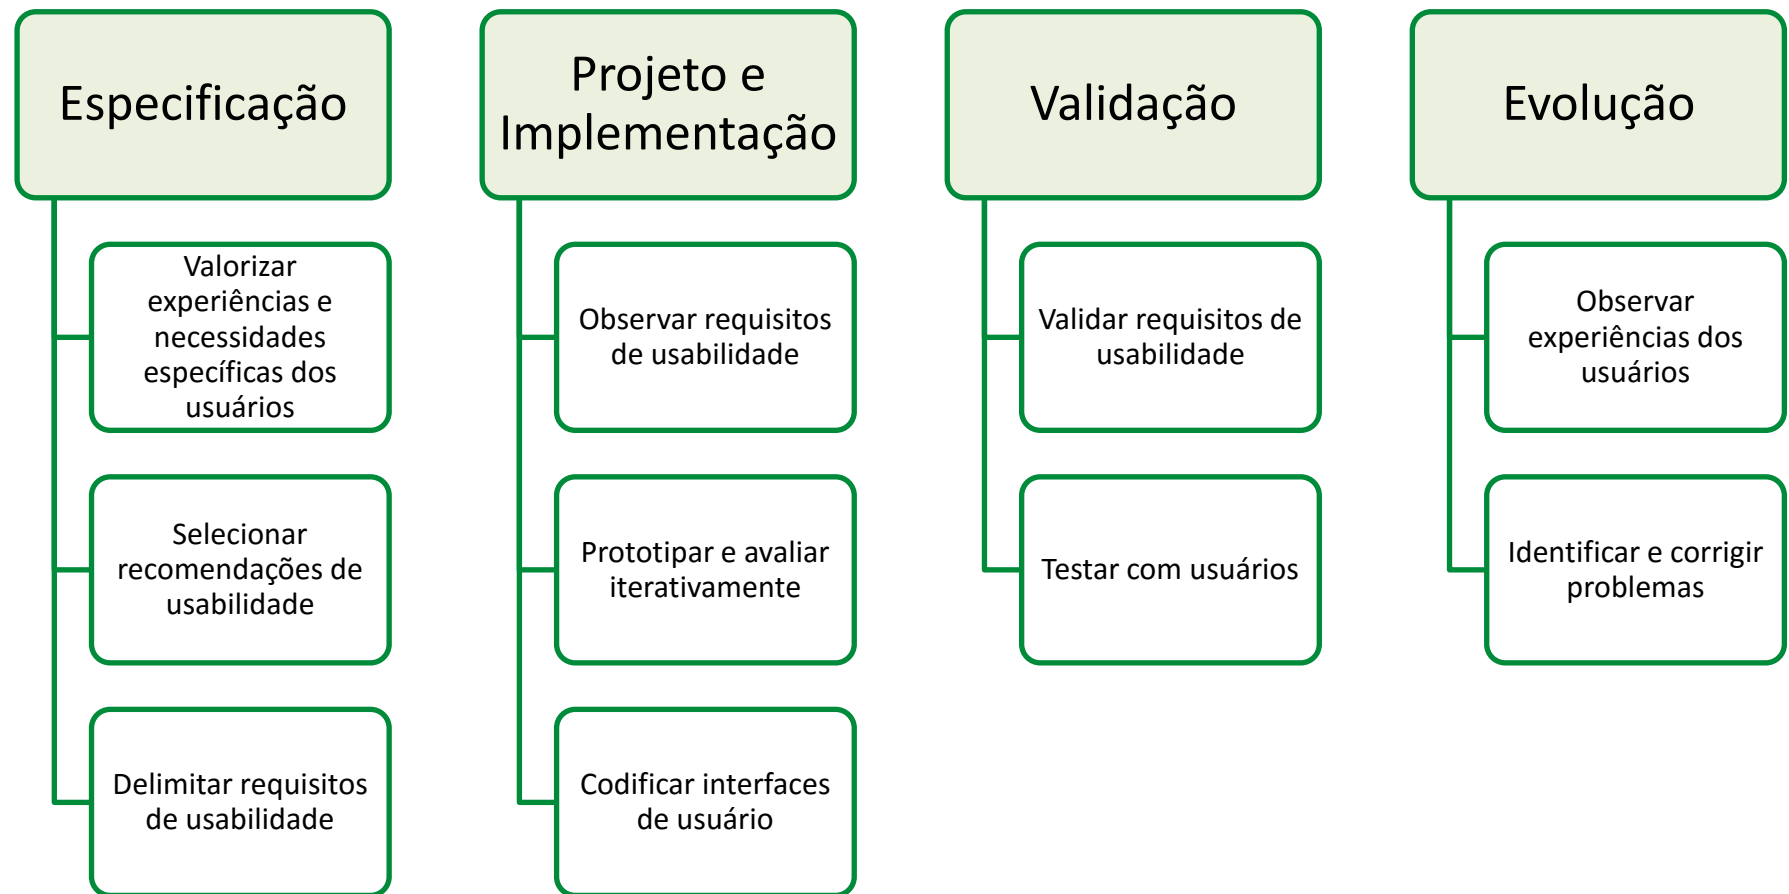 Especificação
Valorizar
experiências e
necessidades
específicas dos
usuários
Selecionar
recomendações de
usabilidade
Delimitar requisitos
de usabilidade
Projeto e
Implementação
Observar requisitos
de usabilidade
Prototipar e avaliar
iterativamente
Codificar interfaces
de usuário
Validação
Validar requisitos de
usabilidade
Testar com usuários
Evolução
Observar
experiências dos
usuários
Identificar e corrigir
problemas